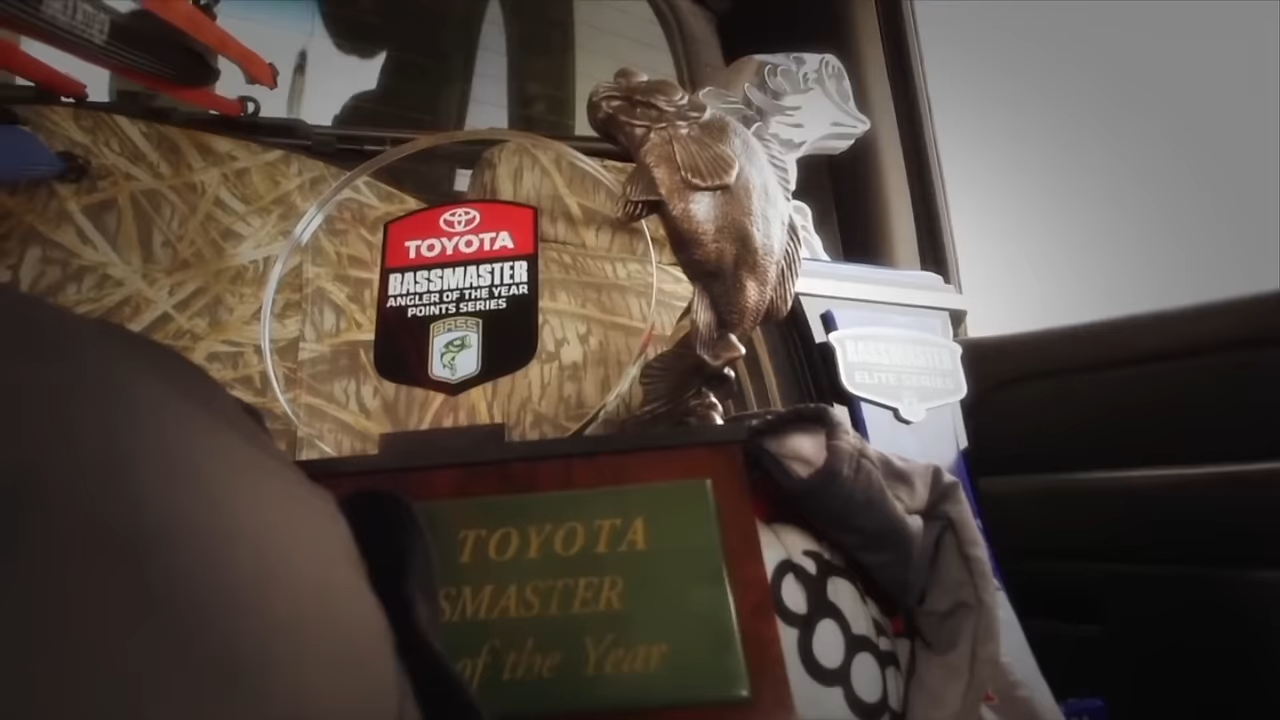 TOYOTA
BASSMASTER
ANGLER OF THE YEAR
POINTS SERIES
BASS
BASSMASTER
ELITE SERIES
TOYOTA
SMASTER
of the Year